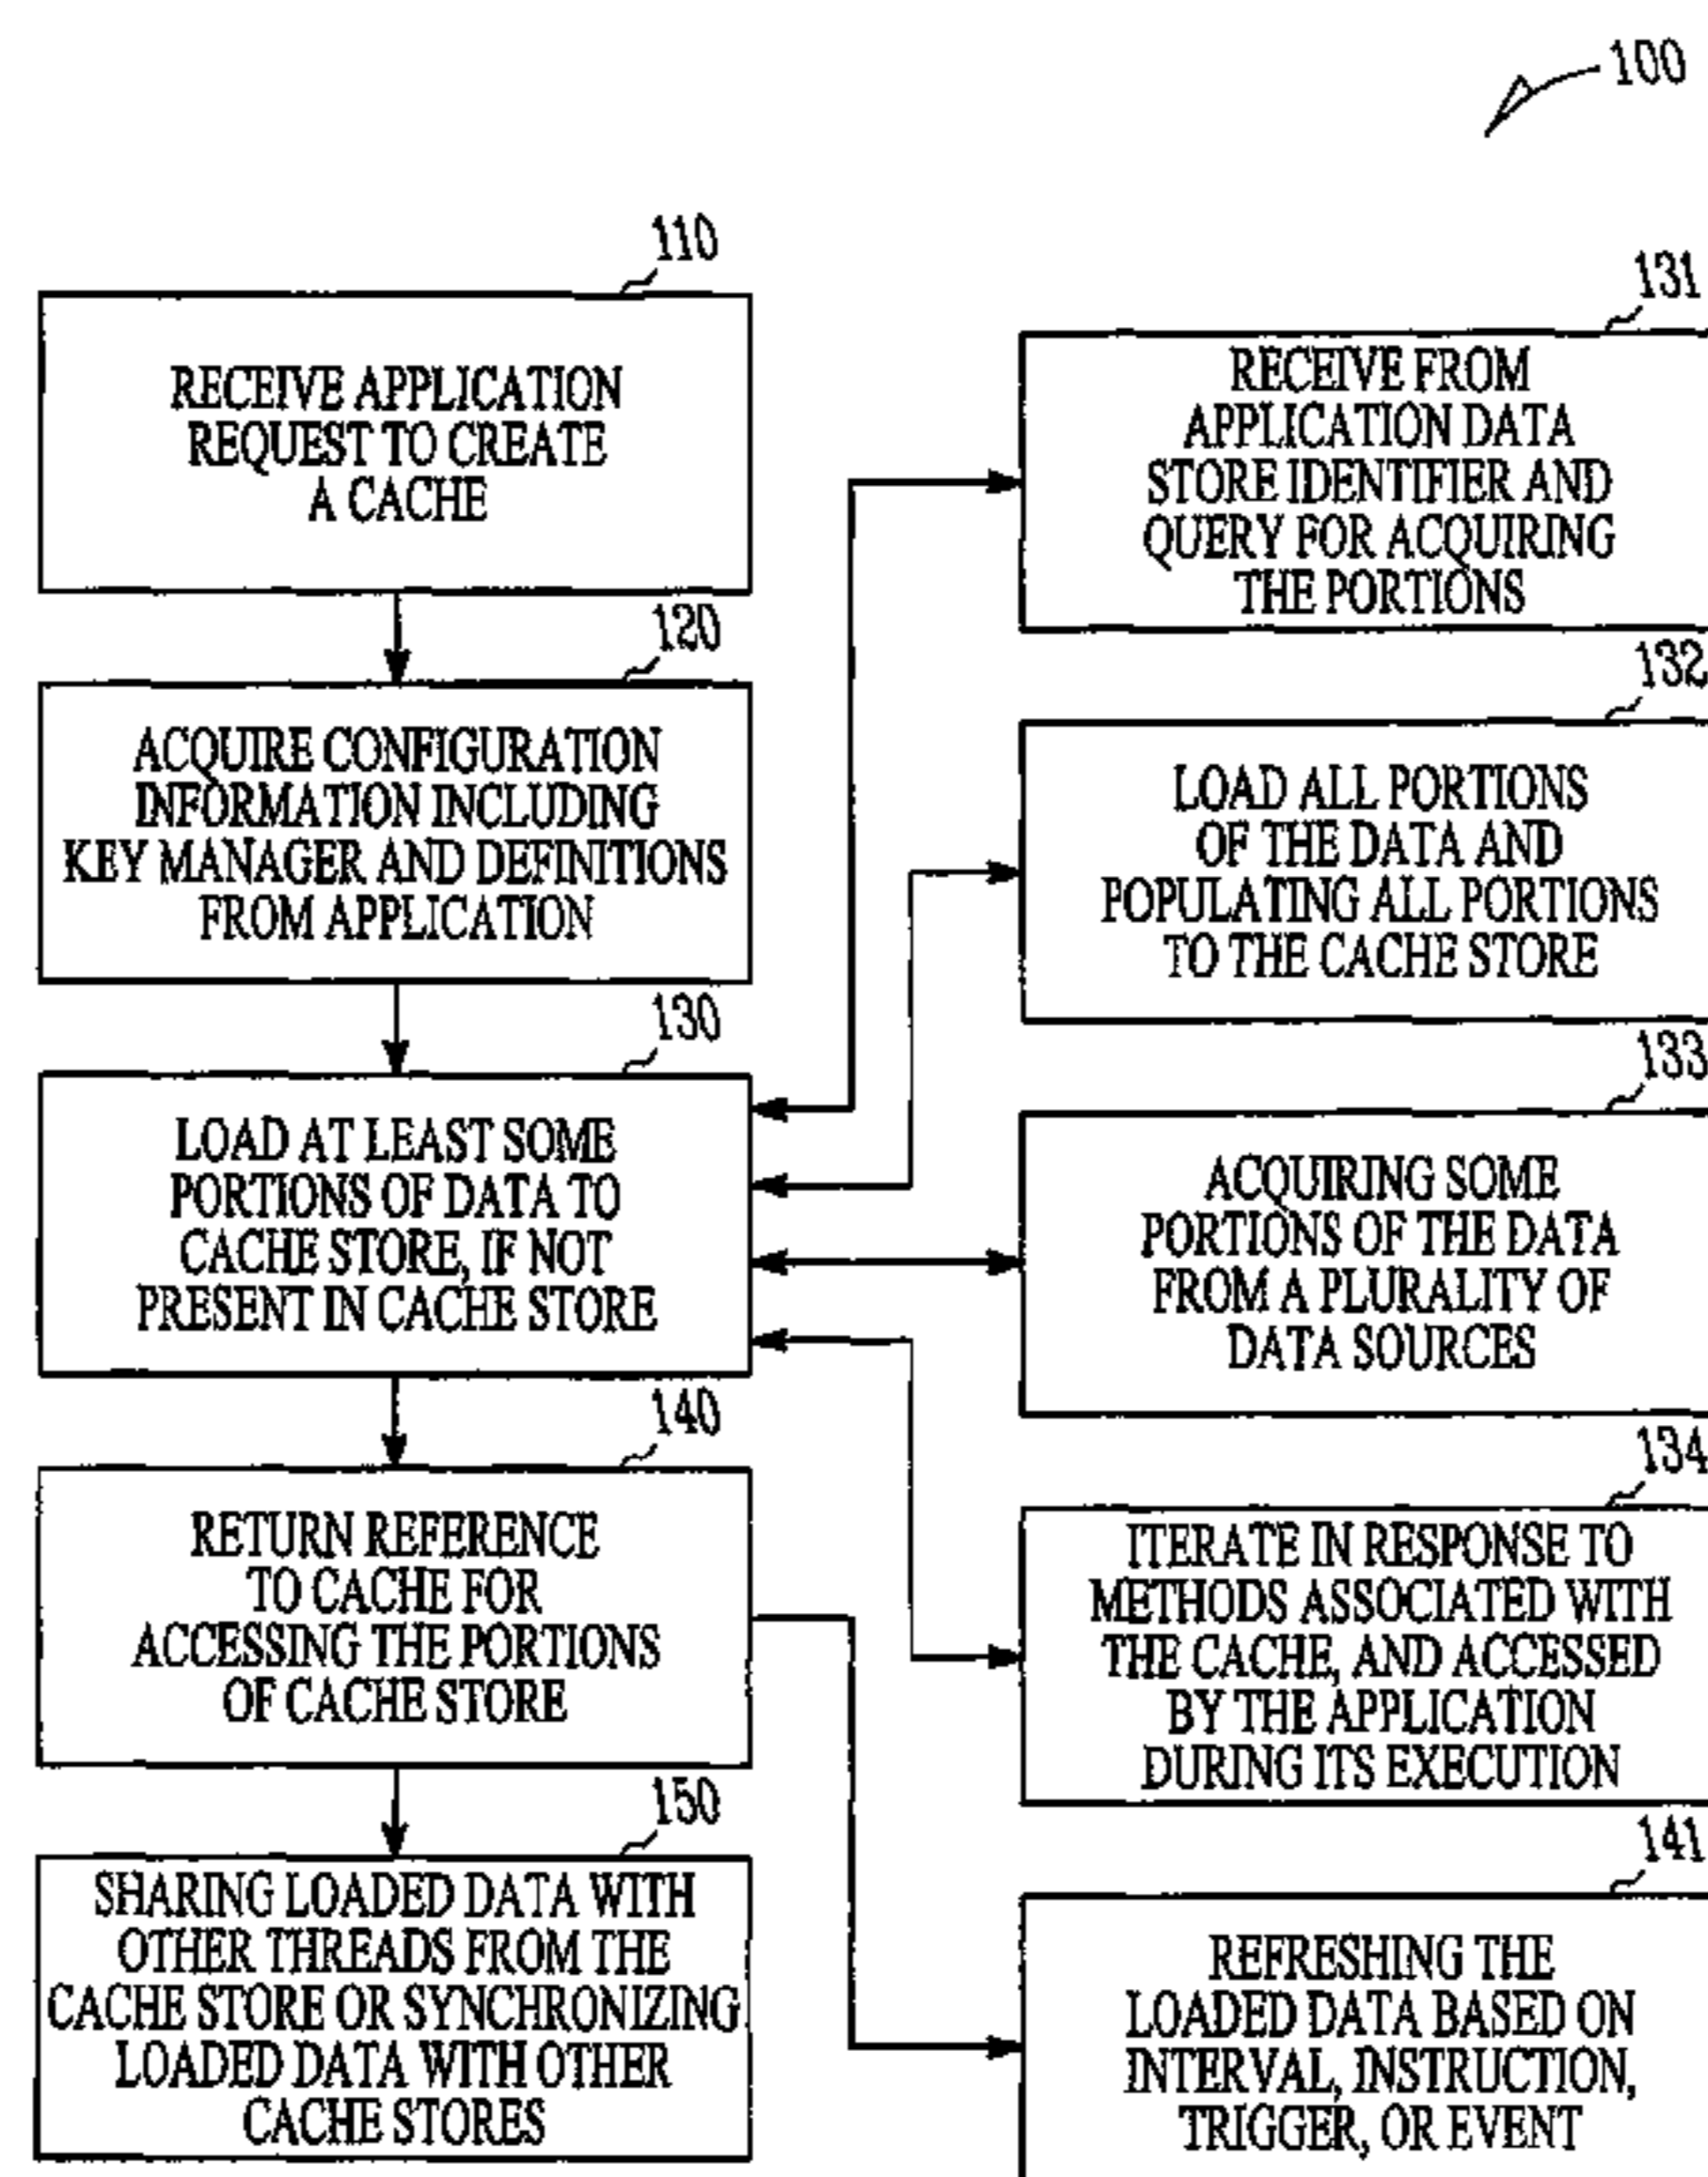 100
110
RECEIVE APPLICATION
REQUEST TO CREATE
A CACHE
120
ACQUIRE CONFIGURATION
INFORMATION INCLUDING
KEY MANAGER AND DEFINITIONS
FROM APPLICATION
130
LOAD AT LEAST SOME
PORTIONS OF DATA TO
CACHE STORE, IF NOT
PRESENT IN CACHE STORE
140
RETURN REFERENCE
TO CACHE FOR
ACCESSING THE PORTIONS
OF CACHE STORE
150
SHARING LOADED DATA WITH
OTHER THREADS FROM THE
CACHE STORE OR SYNCHRONIZING
LOADED DATA WITH OTHER
CACHE STORES
131
RECEIVE FROM
APPLICATION DATA
STORE IDENTIFIER AND
QUERY FOR ACQUIRING
THE PORTIONS
132
LOAD ALL PORTIONS
OF THE DATA AND
POPULATING ALL PORTIONS
TO THE CACHE STORE
133
ACQUIRING SOME
PORTIONS OF THE DATA
FROM A PLURALITY OF
DATA SOURCES
134
ITERATE IN RESPONSE TO
METHODS ASSOCIATED WITH
THE CACHE, AND ACCESSED
BY THE APPLICATION
DURING ITS EXECUTION
141
REFRESHING THE
LOADED DATA BASED ON
INTERVAL, INSTRUCTION,
TRIGGER, OR EVENT